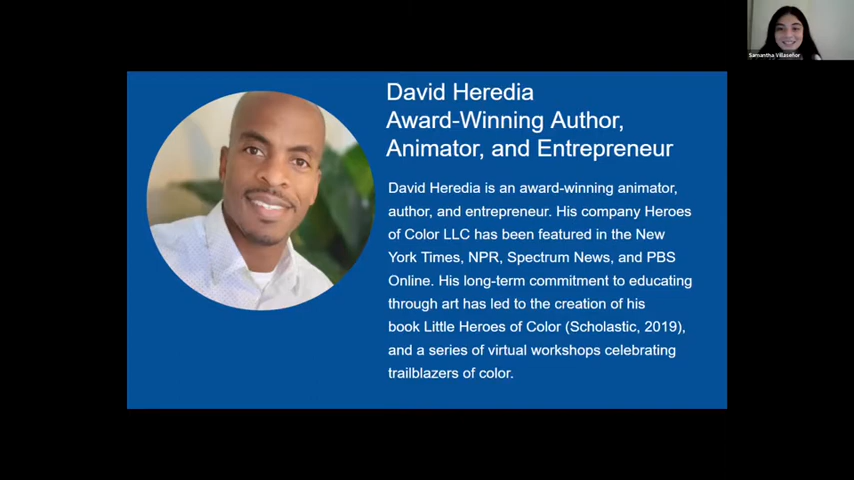 Samantha Villaseñor
David Heredia
Award-Winning Author,
Animator, and Entrepreneur
David Heredia is an award-winning animator,
author, and entrepreneur. His company Heroes
of Color LLC has been featured in the New
York Times, NPR, Spectrum News, and PBS
Online. His long-term commitment to educating
through art has led to the creation of his
book Little Heroes of Color (Scholastic, 2019),
and a series of virtual workshops celebrating
trailblazers of color.